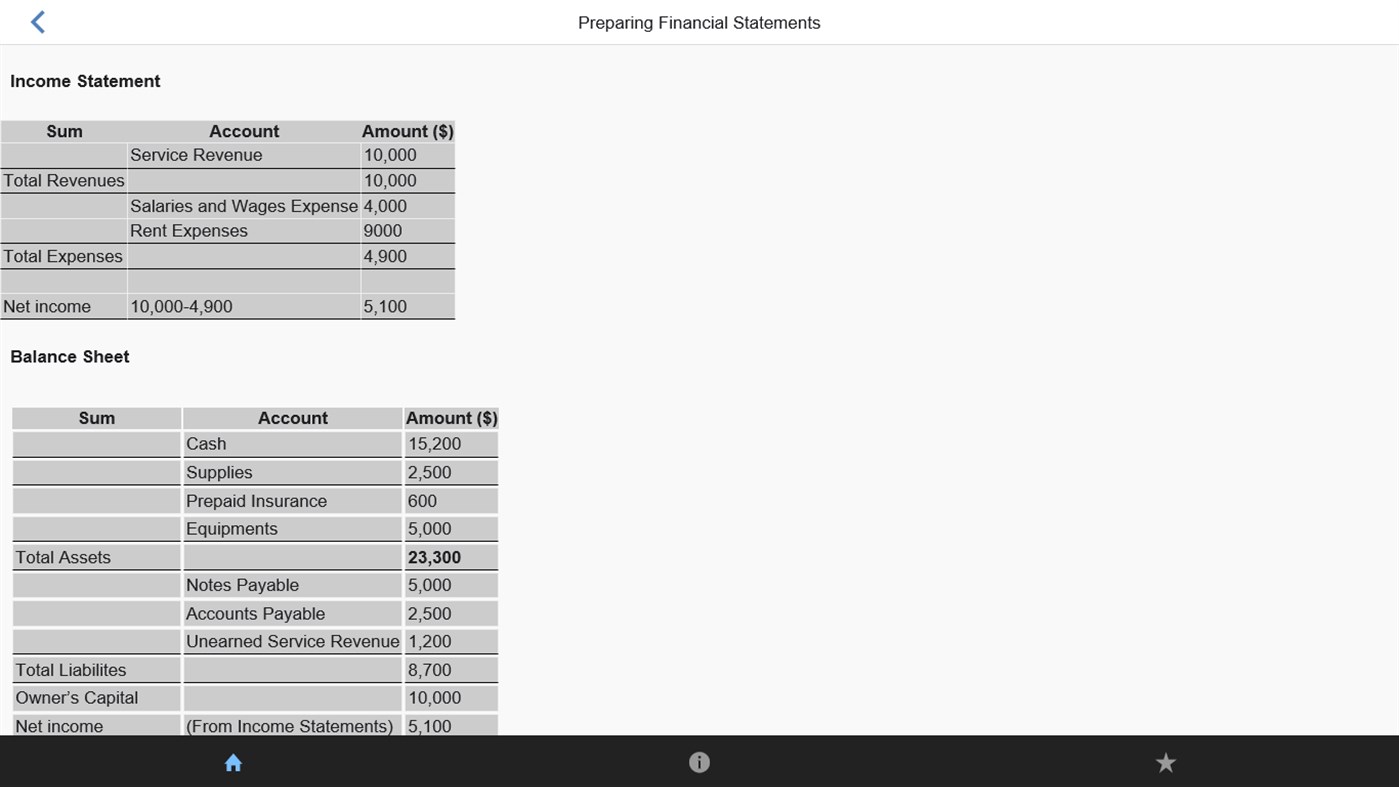 Preparing Financial Statements
Income Statement
Sum Account Amount ($)
Service Revenue 10,000
Total Revenues 10,000
Salaries and Wages Expense 4,000
Rent Expenses 9000
Total Expenses 4,900
Net income 10,000-4,900 5,100
Balance Sheet
Sum Account Amount ($)
Cash 15,200
Supplies 2,500
Prepaid Insurance 600
Equipments 5,000
Total Assets 23,300
Notes Payable 5,000
Accounts Payable 2,500
Unearned Service Revenue 1,200
Total Liabilites 8,700
Owner's Capital 10,000
Net income (From Income Statements) 5,100